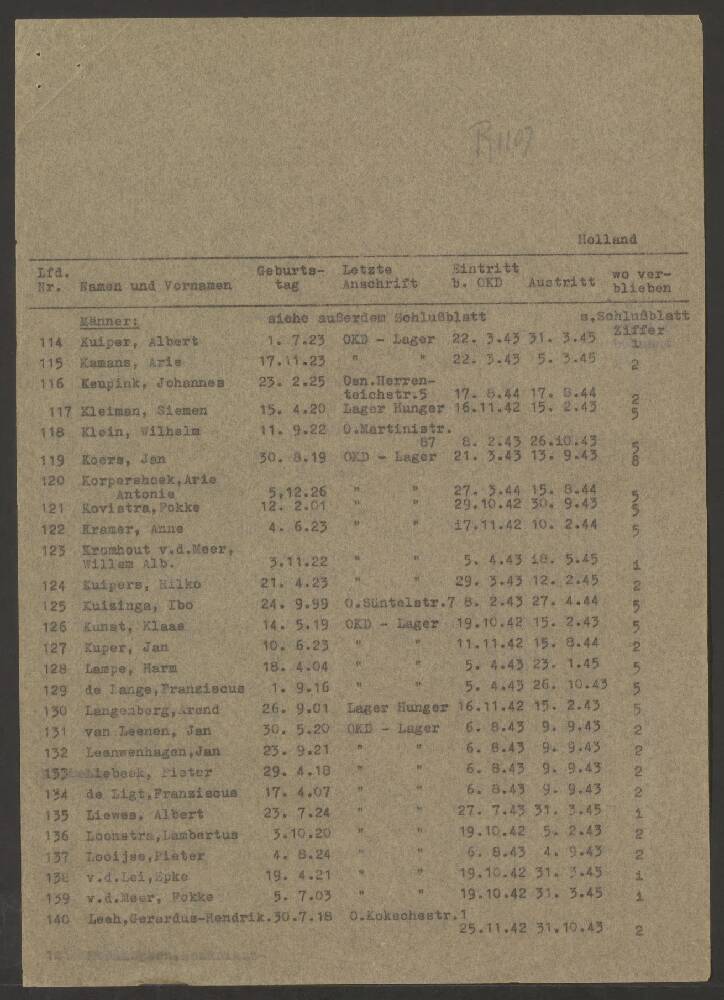 R1107
Holland
Lfd. Nr. Namen und Vornamen Geburts-tag Letzte Anschrift Eintritt b. OKD Austritt wo ver-blieben
Männer: siehe außerdem Schlußblatt s.Schlußblatt Ziffer
114 Kuiper, Albert 1. 7.23 OKD - Lager 22. 3.43 31. 3.45 1
115 Kamans, Arie 17.11.23 " " 22. 3.43 5. 3.45 2
116 Keupink, Johannes 23. 2.25 Osn.Herren-
teichstr.5 17. 8.44 17. 8.44 2
117 Kleiman, Siemen 15. 4.20 Lager Hunger 16.11.42 15. 2.43 5
118 Klein, Wilhelm 11. 9.22 O.Martinistr.
87 8. 2.43 26.10.43 5
119 Koers, Jan 30. 8.19 OKD - Lager 21. 3.43 13. 9.43 8
120 Korpershoek,Arie
Antonie 5.12.26 " " 27. 3.44 15. 8.44 5
121 Kovistra,Fokke 12. 2.01 " " 29.10.42 30. 9.43 5
122 Kramer, Anne 4. 6.23 " " 17.11.42 10. 2.44 5
123 Kromhout v.d.Meer,
Willem Alb. 3.11.22 " " 5. 4.43 18. 5.45 1
124 Kuipers, Hilko 21. 4.23 " " 29. 3.43 12. 2.45 2
125 Kuizinga, Ibo 24. 9.99 O.Süntelstr.7 8. 2.43 27. 4.44 5
126 Kunst, Klaas 14. 5.19 OKD - Lager 19.10.42 15. 2.43 5
127 Kuper, Jan 10. 6.23 " " 11.11.42 15. 8.44 2
128 Lampe, Harm 18. 4.04 " " 5. 4.43 23. 1.45 5
129 de Lange,Franziscus 1. 9.16 " " 5. 4.43 26. 10.43 5
130 Langenberg,Arend 26. 9.01 Lager Hunger 16.11.42 15. 2.43 5
131 van Leenen, Jan 30. 5.20 OKD - Lager 6. 8.43 9. 9.43 2
132 Leenwenhagen,Jan 23. 9.21 " " 6. 8.43 9. 9.43 2
133 Liebeek, Pieter 29. 4.18 " " 6. 8.43 9. 9.43 2
134 de Ligt,Franziscus 17. 4.07 " " 6. 8.43 9. 9.43 2
135 Liewes, Albert 23. 7.24 " " 27. 7.43 31. 3.45 1
136 Loonstra,Lambertus 3.10.20 " " 19.10.42 5. 2.43 2
137 Looijse,Pieter 4. 8.24 " " 6. 8.43 4. 9.43 2
138 v.d.Lei,Epke 19. 4.21 " " 19.10.42 31. 3.43 1
139 v.d.Meer, Fokke 5. 7.03 " " 19.10.42 31. 3.45 1
140 Leeh,Gerardus-Hendrik.30.7.18 O.Kokschestr.1
25.11.42 31.10.43 2